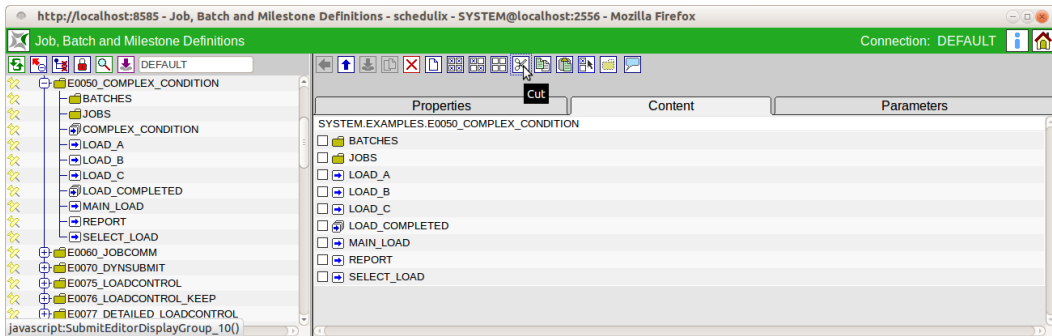 http://localhost:8585 - Job, Batch and Milestone Definitions - schedulix - SYSTEM@localhost:2556 - Mozilla Firefox
Job, Batch and Milestone Definitions
Connection: DEFAULT
DEFAULT
E0050_COMPLEX_CONDITION
BATCHES
JOBS
COMPLEX_CONDITION
LOAD_A
LOAD_B
LOAD_C
LOAD_COMPLETED
MAIN_LOAD
REPORT
SELECT_LOAD
E0060_JOBCOMM
E0070_DYNSUBMIT
E0075_LOADCONTROL
E0076_LOADCONTROL_KEEP
E0077_DETAILED_LOADCONTROL
javascript:SubmitEditorDisplayGroup_10()
Cut
Properties
Content
Parameters
SYSTEM.EXAMPLES.E0050_COMPLEX_CONDITION
BATCHES
JOBS
LOAD_A
LOAD_B
LOAD_C
LOAD_COMPLETED
MAIN_LOAD
REPORT
SELECT_LOAD